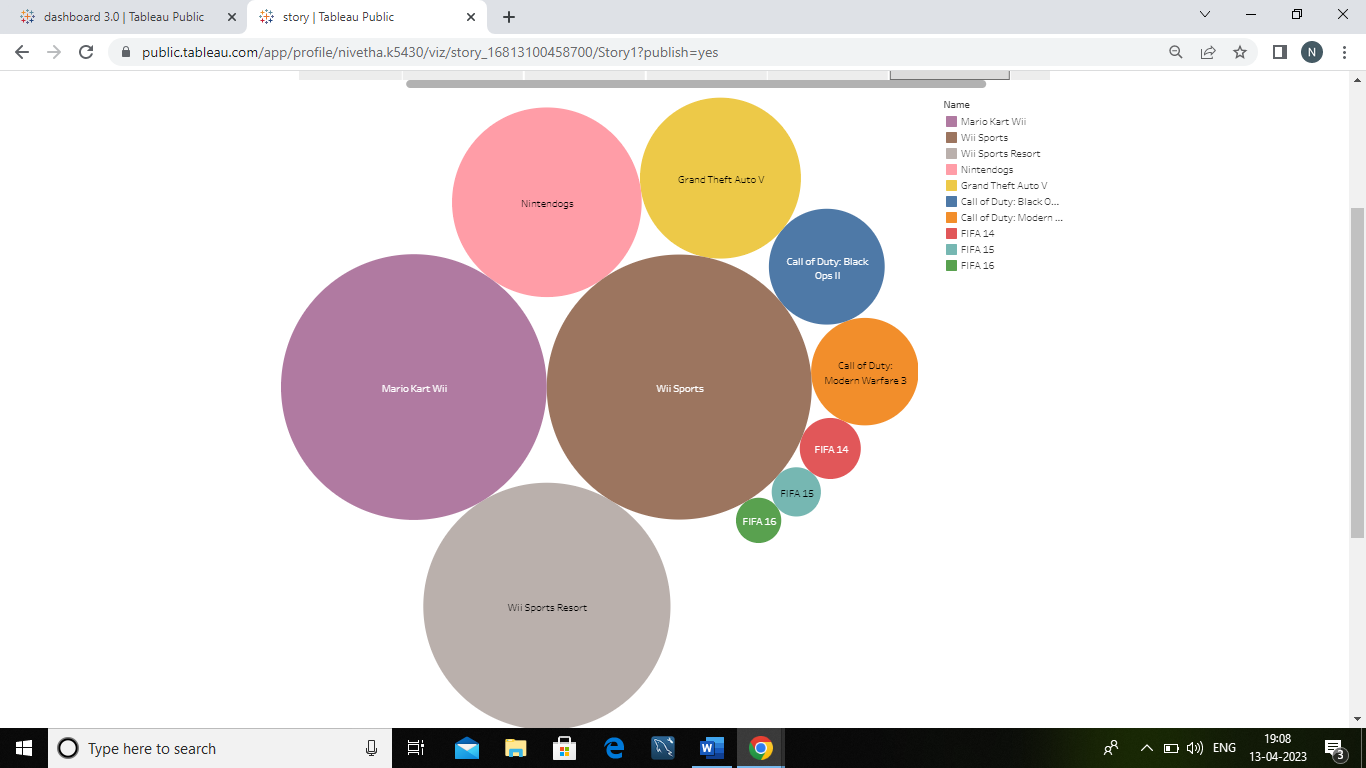 dashboard 3.0 | Tableau Public
story | Tableau Public
public.tableau.com/app/profile/nivetha.k5430/viz/story_16813100458700/Story1?publish=yes
N
Name
Mario Kart Wii
Wii Sports
Wii Sports Resort
Nintendogs
Grand Theft Auto V
Call of Duty: Black O...
Call of Duty: Modern ...
FIFA 14
FIFA 15
FIFA 16
Nintendogs
Grand Theft Auto V
Call of Duty: Black
Ops II
Mario Kart Wii
Wii Sports
Call of Duty:
Modern Warfare 3
FIFA 14
FIFA 15
FIFA 16
Wii Sports Resort
Type here to search
ENG
19:08
13-04-2023
3